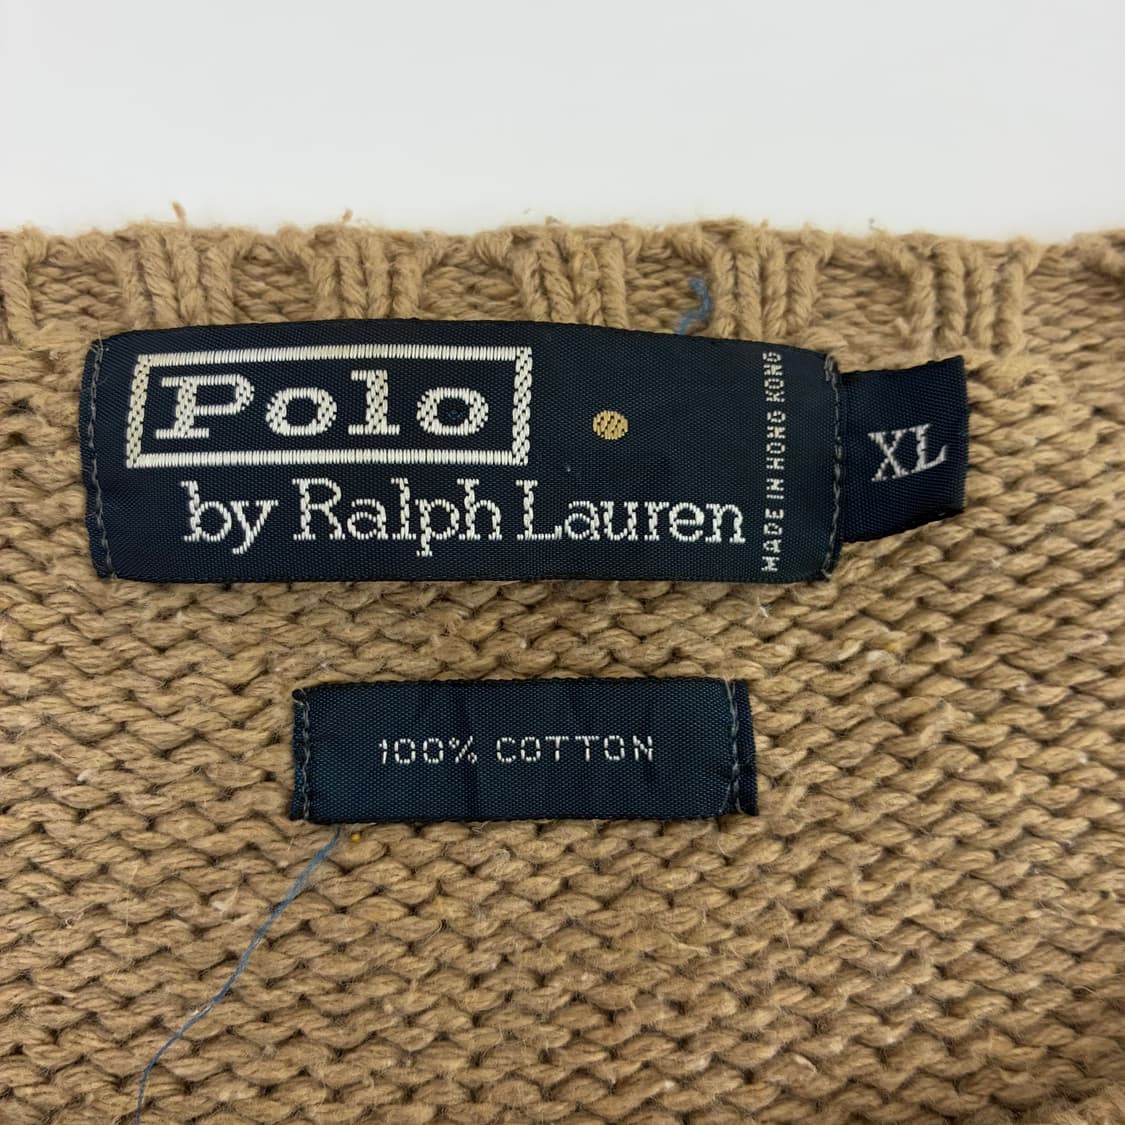 Polo
by Ralph Lauren
MADE IN HONG KONG
XL
100% COTTON